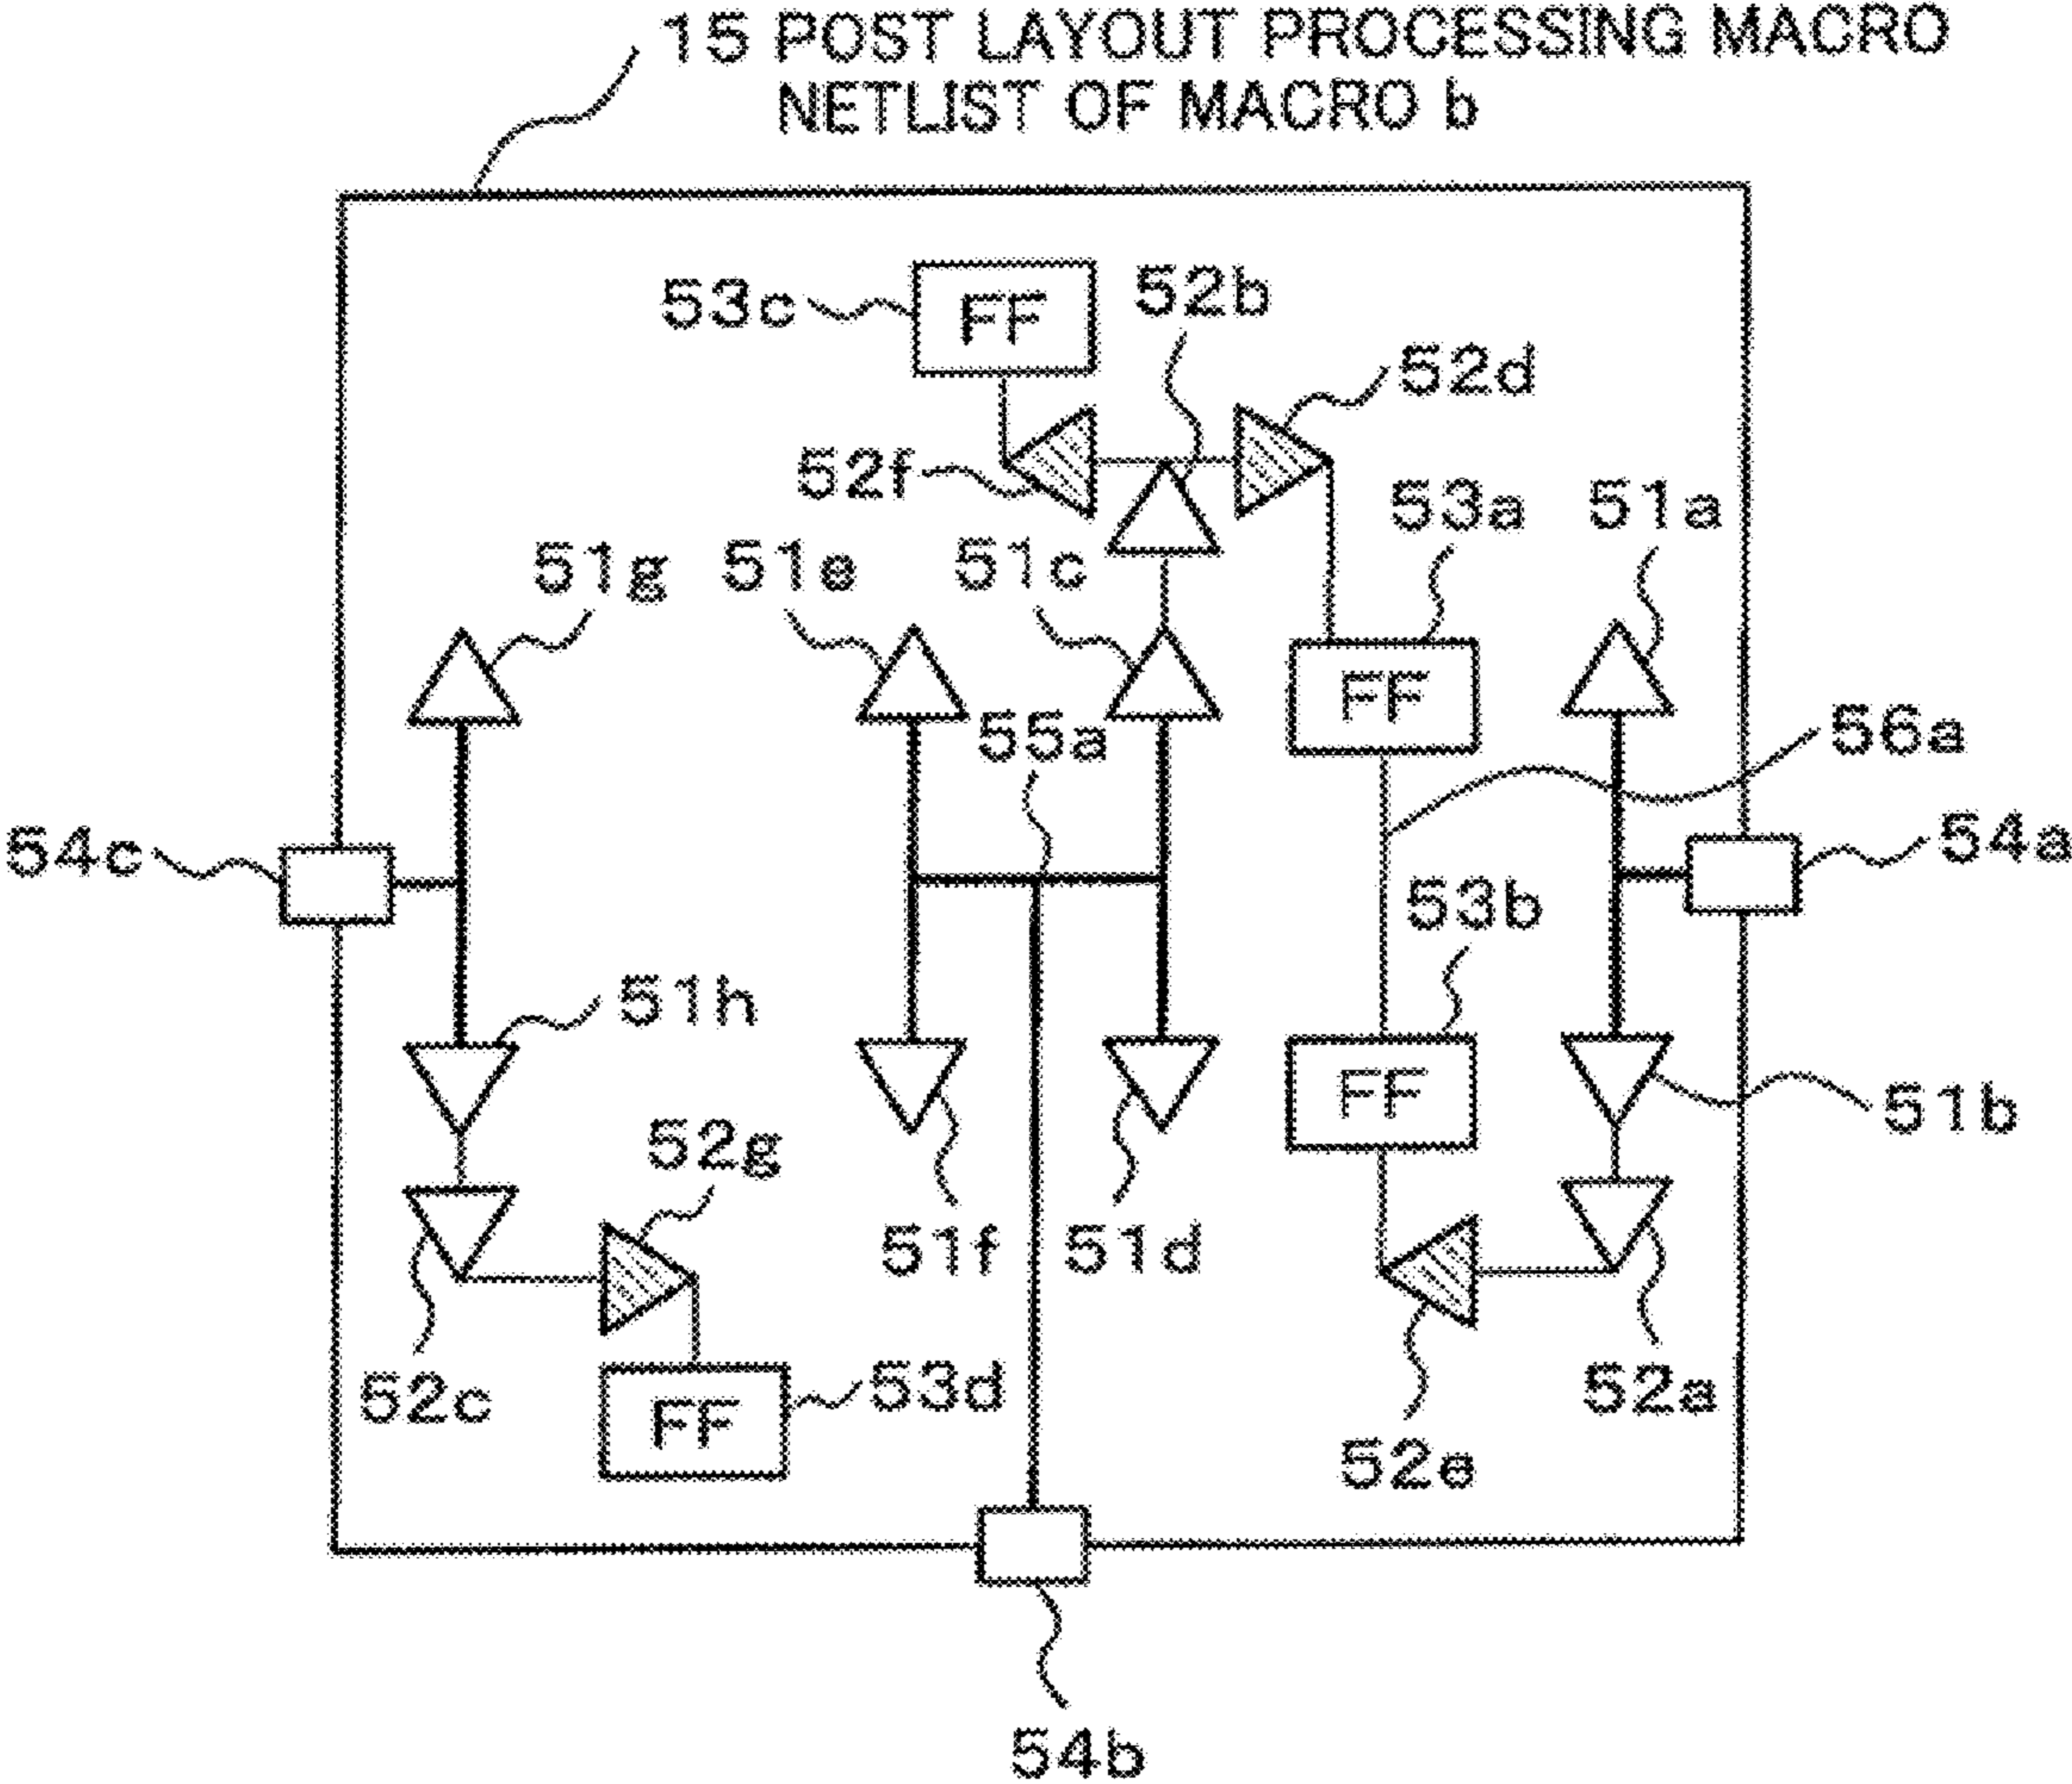 15 POST LAYOUT PROCESSING MACRO
NETLIST OF MACRO b
53c
FF
52b
52d
52f
53a
51a
51g
51e
51c
FF
55a
56a
54c
54a
53b
51h
FF
51b
52g
51f
51d
52c
53d
FF
52a
52e
54b